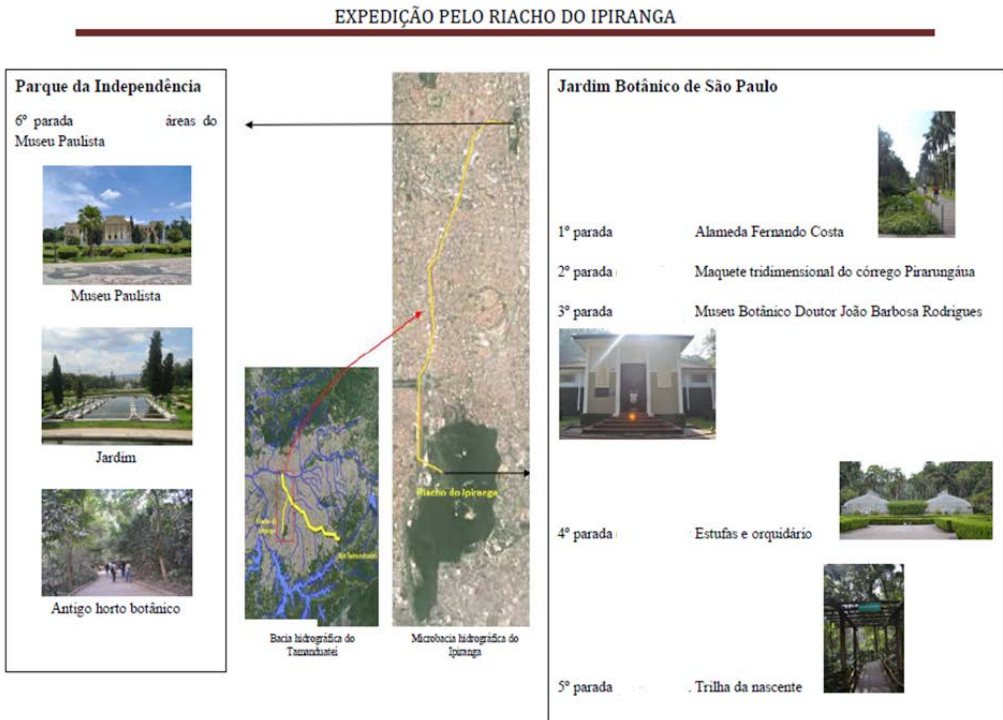 EXPEDIÇÃO PELO RIACHO DO IPIRANGA
Parque da Independência
6º parada áreas do
Museu Paulista
Museu Paulista
Jardim
Antigo horto botânico
Riacho do Ipiranga
Bacia hidrográfica do
Tamanduateí
Microbacia hidrográfica do
Ipiranga
Jardim Botânico de São Paulo
1º parada Alameda Fernando Costa
2º parada Maquete tridimensional do córrego Pirarungáua
3º parada Museu Botânico Doutor João Barbosa Rodrigues
4º parada Estufas e orquidário
5º parada . Trilha da nascente